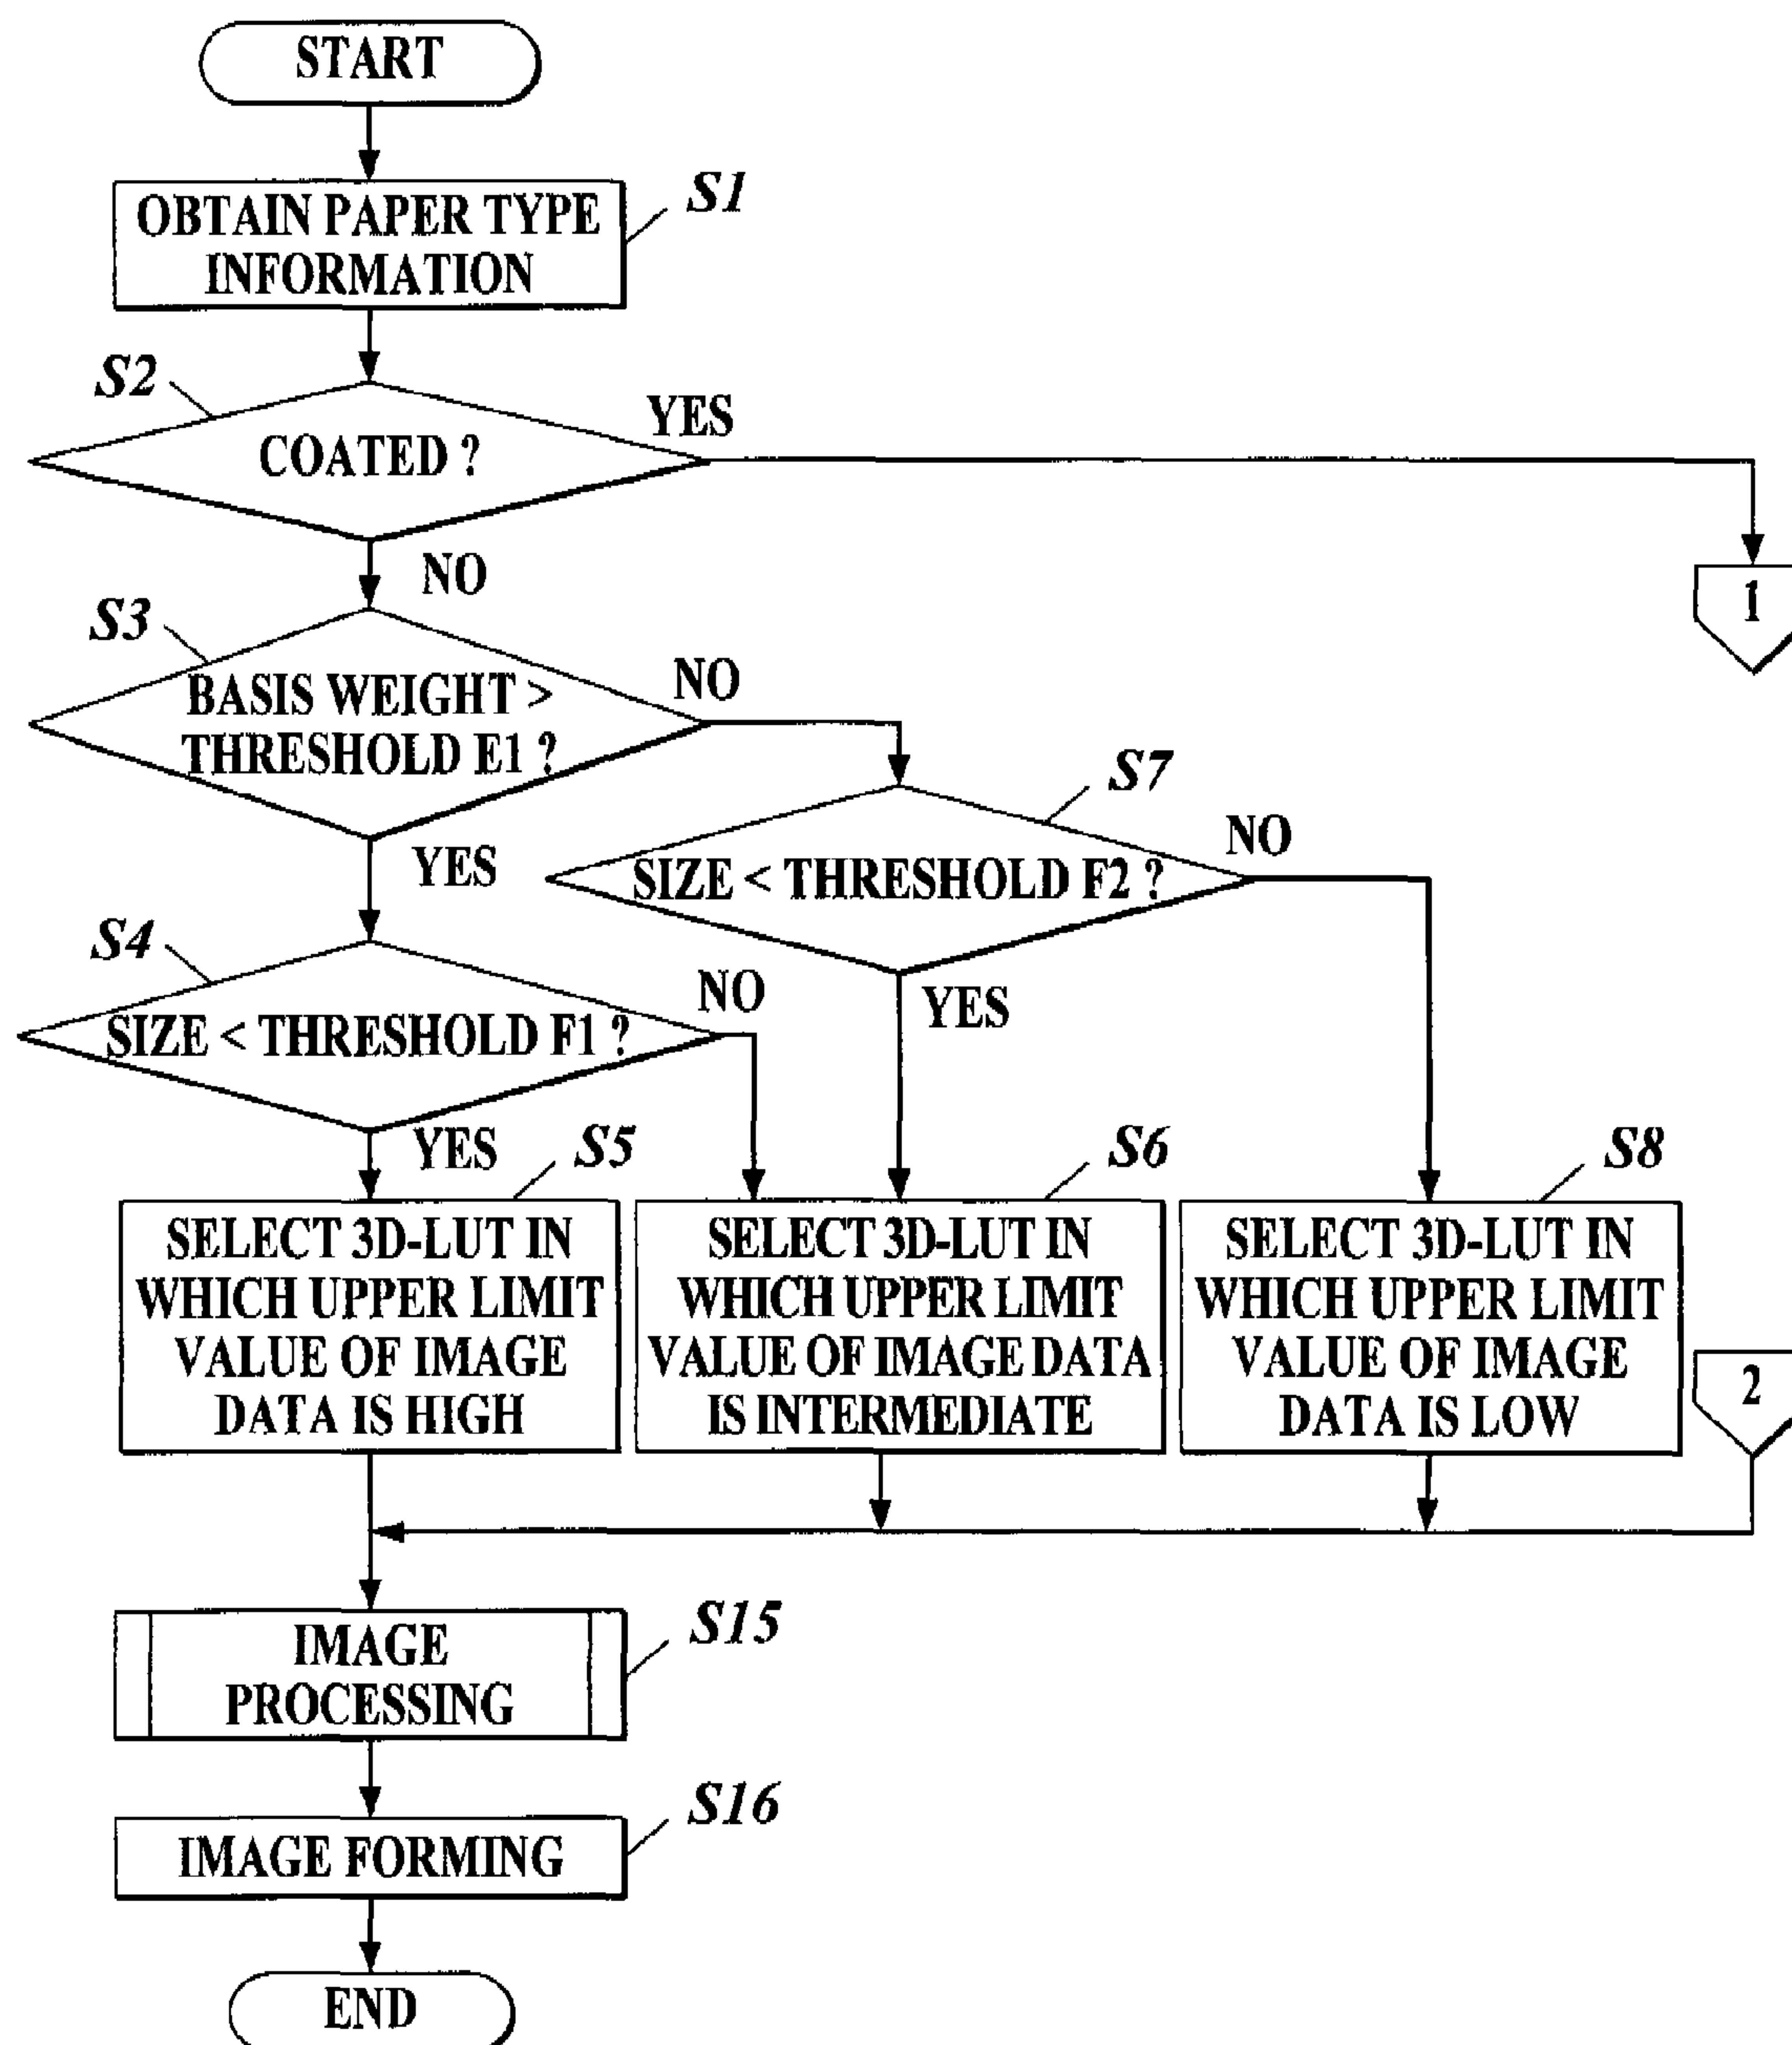 START
OBTAIN PAPER TYPE
INFORMATION
S1
S2
COATED ?
YES
NO
1
S3
BASIS WEIGHT >
THRESHOLD E1 ?
NO
YES
S7
SIZE < THRESHOLD F2 ?
NO
YES
S4
SIZE < THRESHOLD F1 ?
NO
YES
S5
SELECT 3D-LUT IN
WHICH UPPER LIMIT
VALUE OF IMAGE
DATA IS HIGH
S6
SELECT 3D-LUT IN
WHICH UPPER LIMIT
VALUE OF IMAGE DATA
IS INTERMEDIATE
S8
SELECT 3D-LUT IN
WHICH UPPER LIMIT
VALUE OF IMAGE
DATA IS LOW
2
IMAGE
PROCESSING
S15
IMAGE FORMING
S16
END